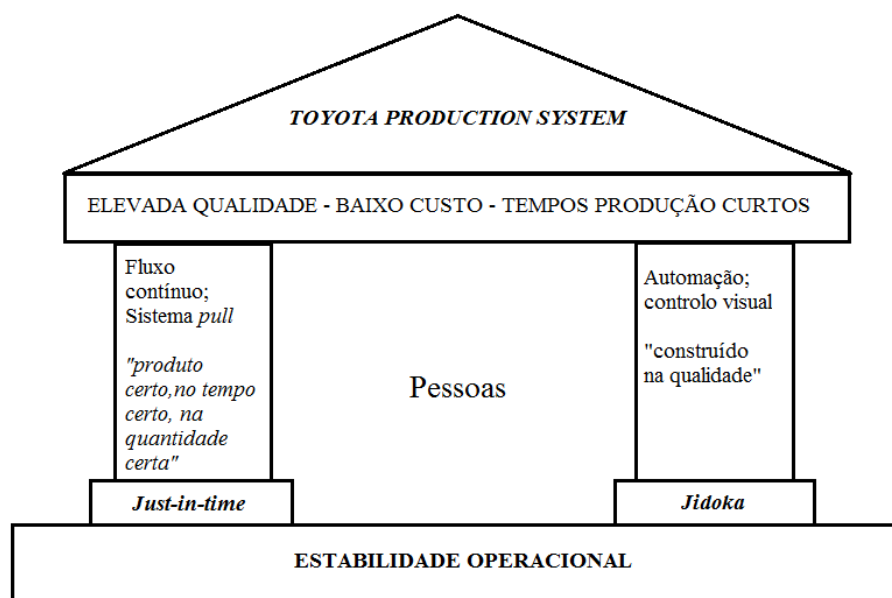 TOYOTA PRODUCTION SYSTEM
ELEVADA QUALIDADE - BAIXO CUSTO - TEMPOS PRODUÇÃO CURTOS
Fluxo
contínuo;
Sistema pull
"produto
certo,no tempo
certo, na
quantidade
certa"
Just-in-time
Pessoas
Automação;
controlo visual
"construído
na qualidade"
Jidoka
ESTABILIDADE OPERACIONAL